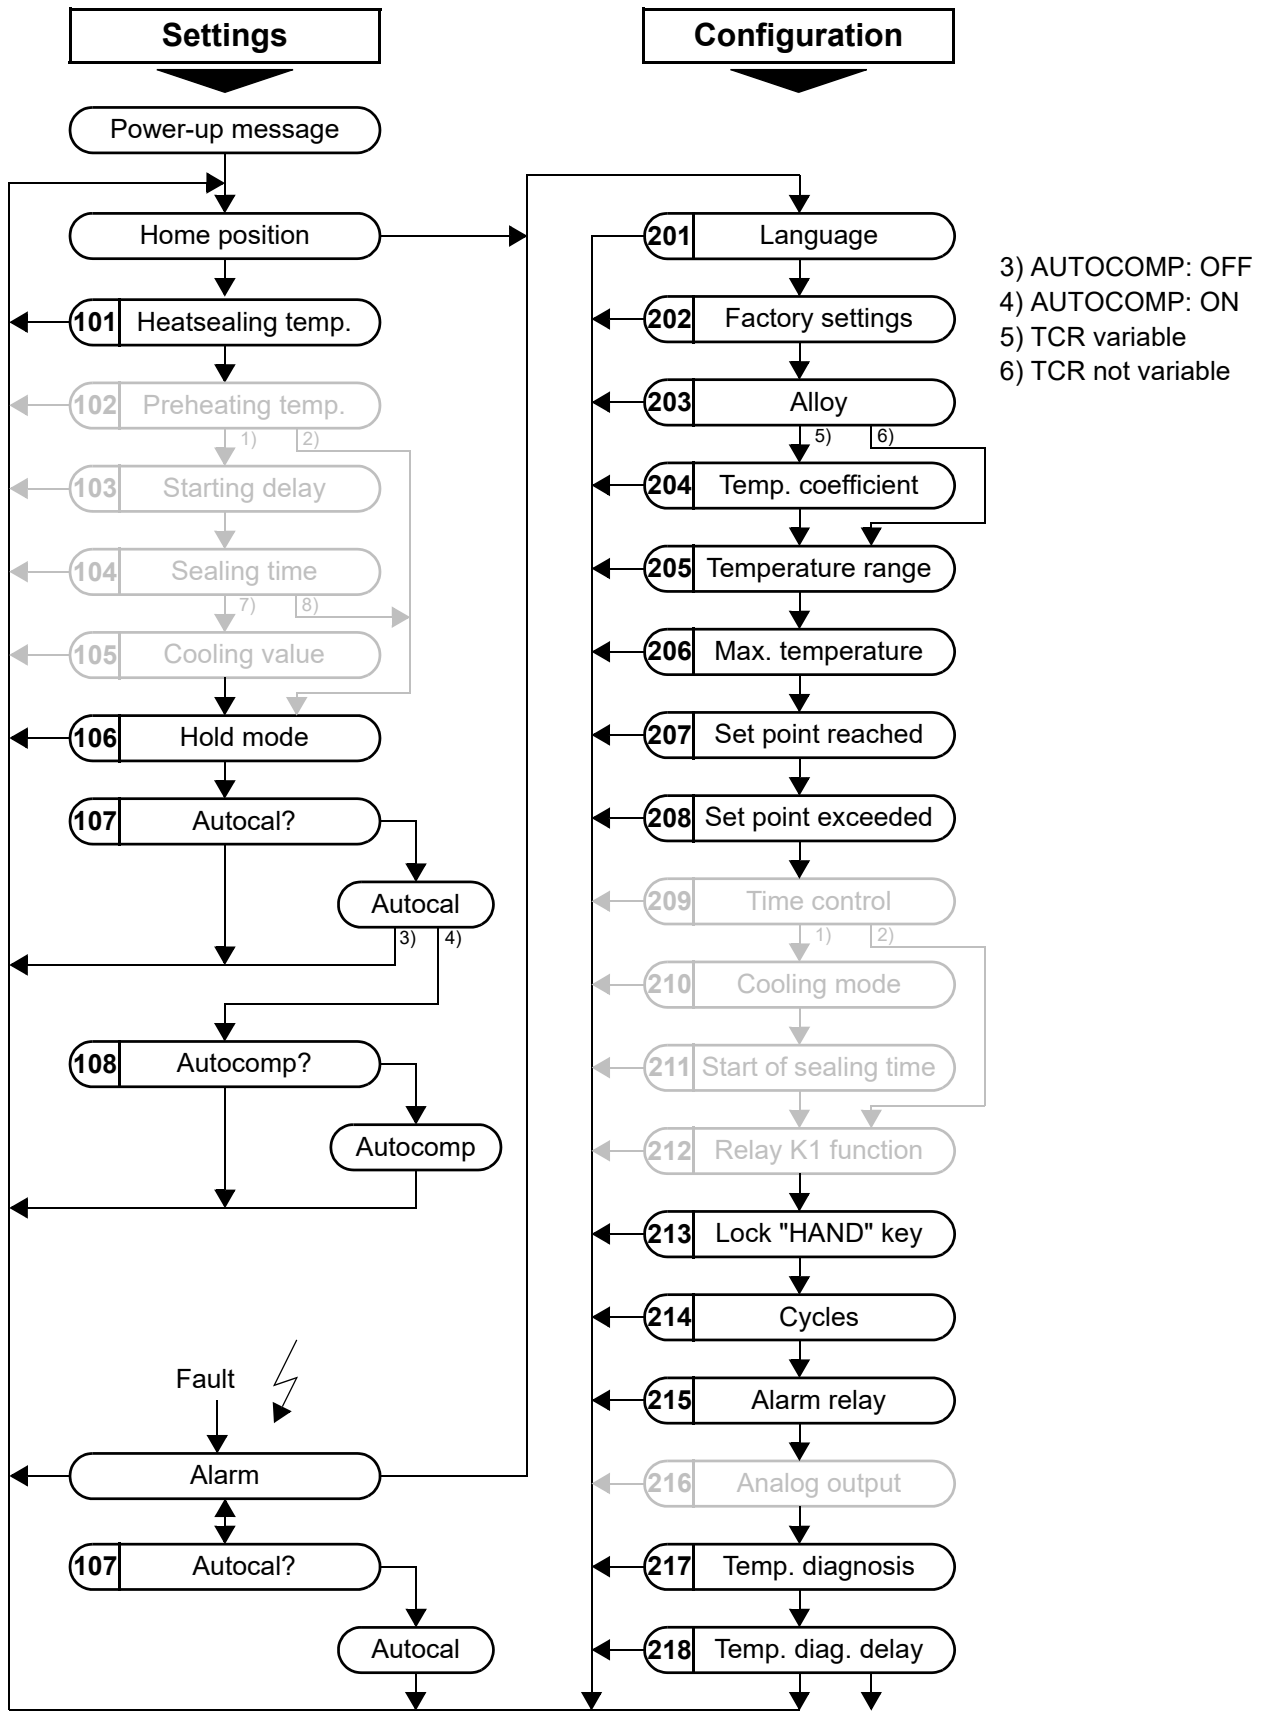 Settings
Power-up message
Home position
101 Heatsealing temp.
102 Preheating temp.
1) 2)
103 Starting delay
104 Sealing time
7) 8)
105 Cooling value
106 Hold mode
107 Autocal?
Autocal
3) 4)
108 Autocomp?
Autocomp
Fault
Alarm
107 Autocal?
Autocal
Configuration
201 Language
202 Factory settings
203 Alloy
5) 6)
204 Temp. coefficient
205 Temperature range
206 Max. temperature
207 Set point reached
208 Set point exceeded
209 Time control
1) 2)
210 Cooling mode
211 Start of sealing time
212 Relay K1 function
213 Lock "HAND" key
214 Cycles
215 Alarm relay
216 Analog output
217 Temp. diagnosis
218 Temp. diag. delay
3) AUTOCOMP: OFF
4) AUTOCOMP: ON
5) TCR variable
6) TCR not variable